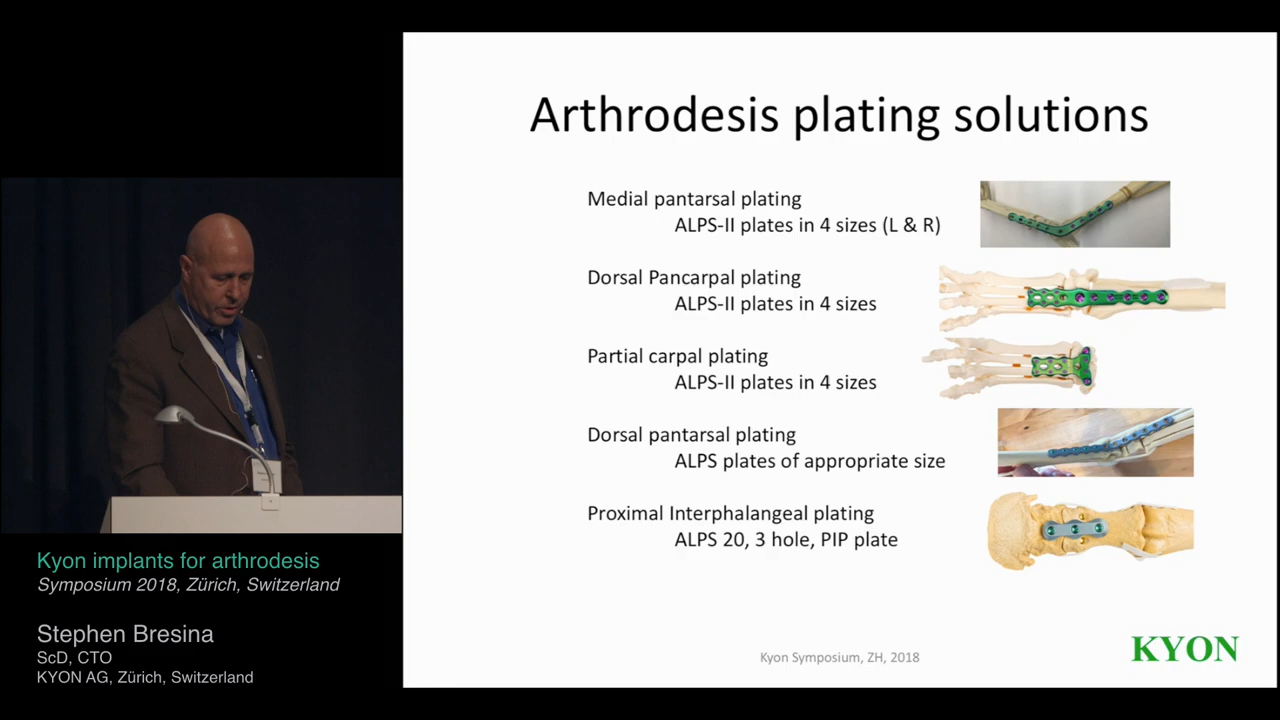 Arthrodesis plating solutions
Medial pantarsal plating
ALPS-II plates in 4 sizes (L & R)
Dorsal Pancarpal plating
ALPS-II plates in 4 sizes
Partial carpal plating
ALPS-II plates in 4 sizes
Dorsal pantarsal plating
ALPS plates of appropriate size
Proximal Interphalangeal plating
ALPS 20, 3 hole, PIP plate
Kyon Symposium, ZH, 2018
KYON
Kyon implants for arthrodesis
Symposium 2018, Zürich, Switzerland
Stephen Bresina
ScD, CTO
KYON AG, Zürich, Switzerland